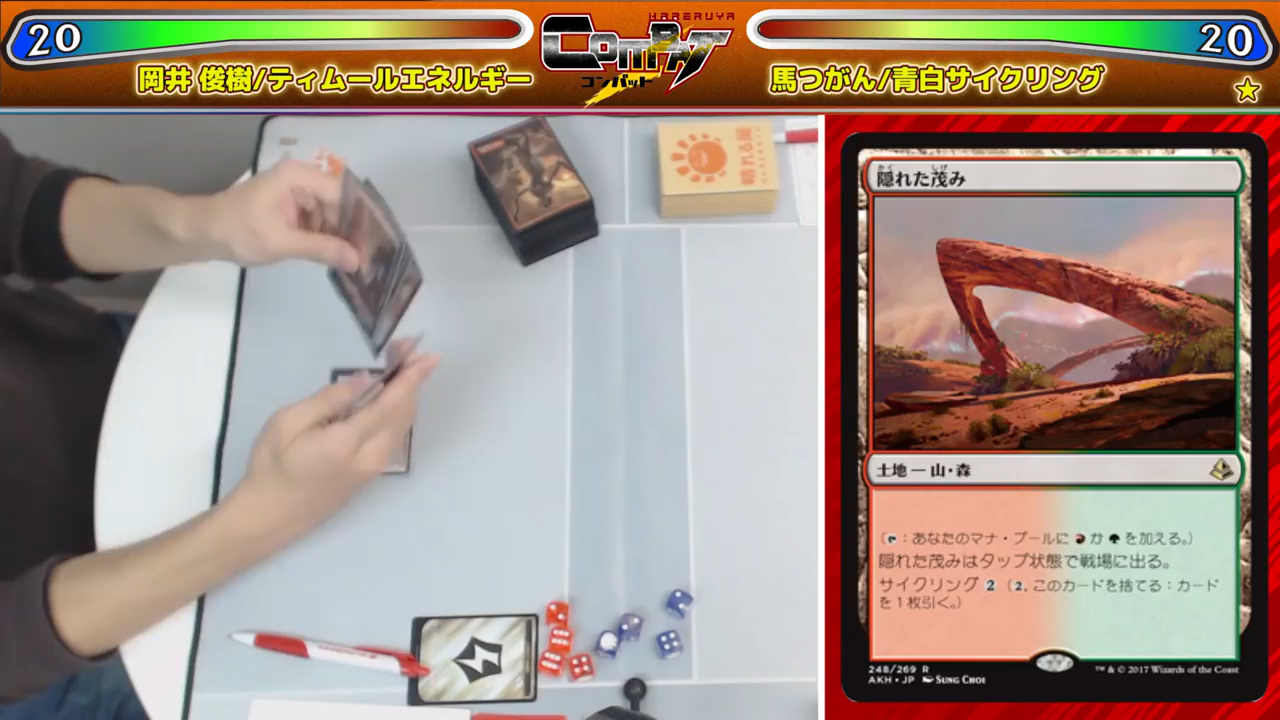 20
HARERUYA
COMBAT
コンバット
20
岡井 俊樹/ティムールエネルギー
馬つがん/青白サイクリング
晴れる屋
隠れた茂み
かく しげ
土地 ― 山・森
(：あなたのマナ・プールに か を加える。)
隠れた茂みはタップ状態で戦場に出る。
サイクリング 2 (2, このカードを捨てる：カード
を1枚引く。)
248/269 R
AKH・JP SUNG CHOI
™ & © 2017 Wizards of the Coast